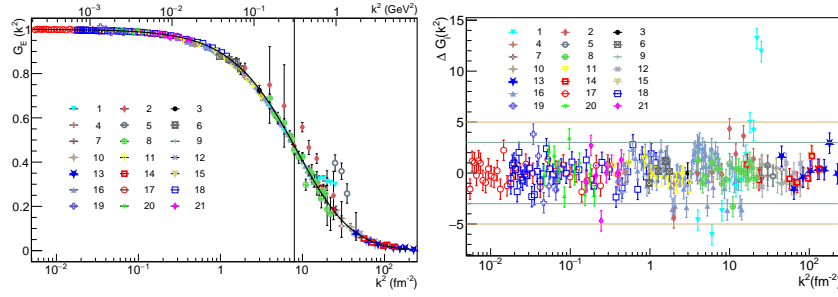 k² (GeV²)
10⁻³ 10⁻² 10⁻¹ 1
G_E (k²)
1
0.8
0.6
0.4
0.2
0
1 2 3
4 5 6
7 8 9
10 11 12
13 14 15
16 17 18
19 20 21
10⁻² 10⁻¹ 1 10 10²
k² (fm⁻²)
Δ G_i(k²)
15
10
5
0
−5
1 2 3
4 5 6
7 8 9
10 11 12
13 14 15
16 17 18
19 20 21
10⁻² 10⁻¹ 1 10 10²
k² (fm⁻²)